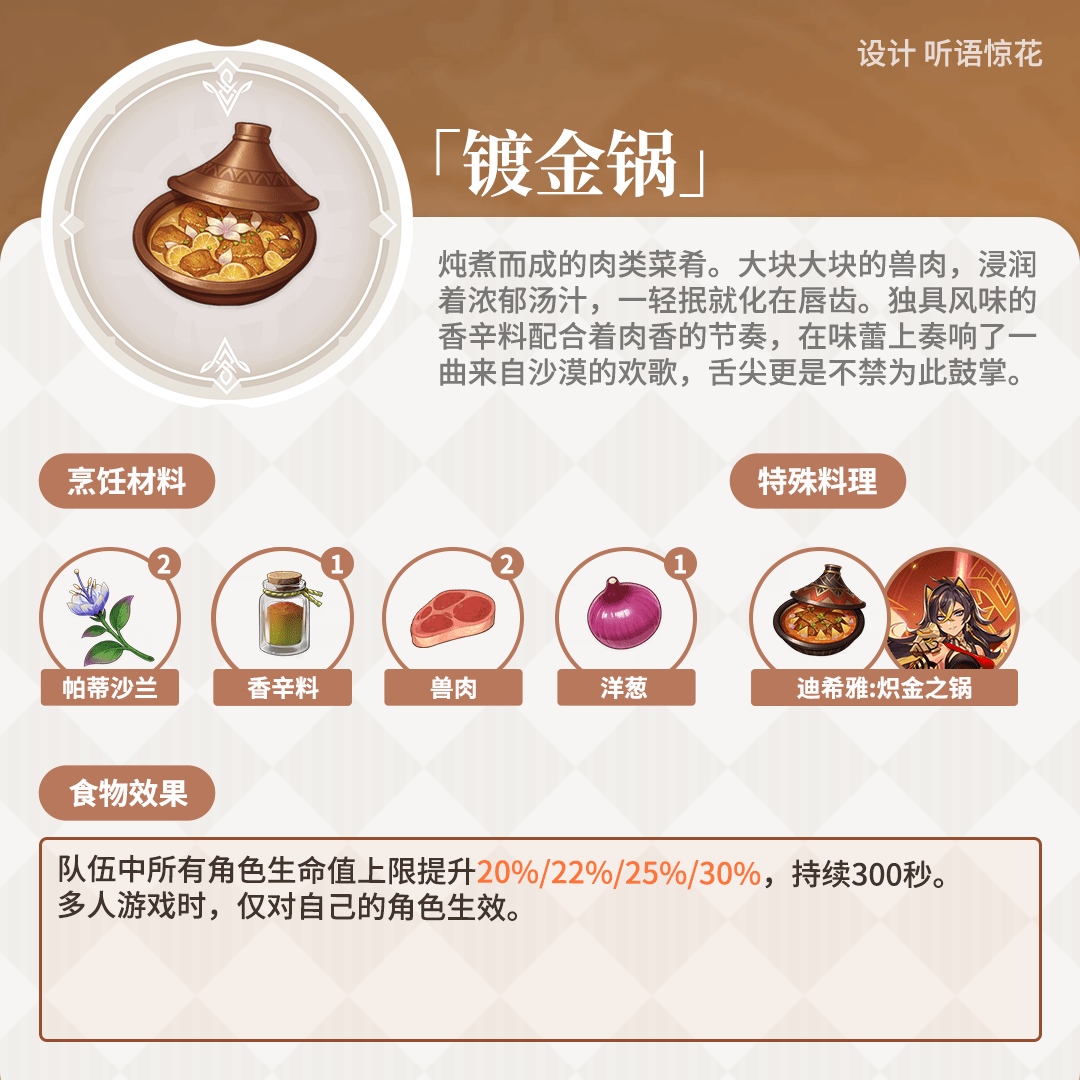 设计 听语惊花
「镀金锅」
炖煮而成的肉类菜肴。大块大块的兽肉，浸润
着浓郁汤汁，一轻抿就化在唇齿。独具风味的
香辛料配合着肉香的节奏，在味蕾上奏响了一
曲来自沙漠的欢歌，舌尖更是不禁为此鼓掌。
烹饪材料
特殊料理
2
1
2
1
帕蒂沙兰
香辛料
兽肉
洋葱
迪希雅:炽金之锅
食物效果
队伍中所有角色生命值上限提升20%/22%/25%/30%，持续300秒。
多人游戏时，仅对自己的角色生效。